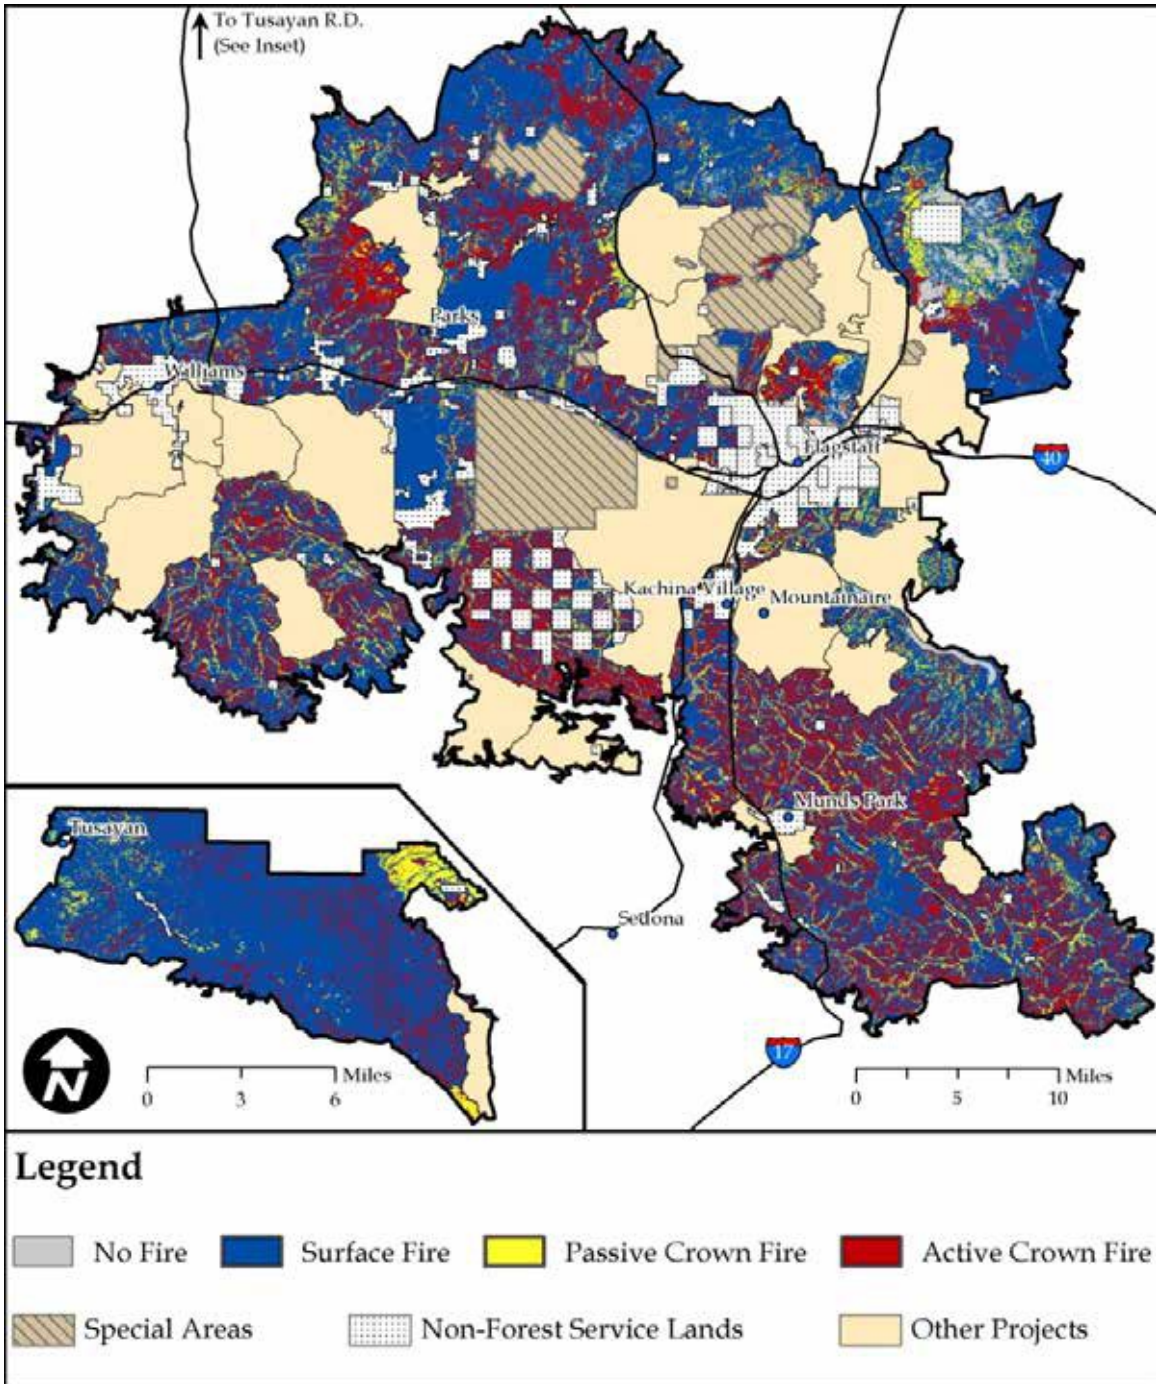 To Tusayan R.D.
(See Inset)
Parks
Williams
Flagstaff
40
Kachina Village
Mountainaire
Munds Park
Sedona
17
Tusayan
N
Miles
0 3 6
Miles
0 5 10
Legend
No Fire Surface Fire Passive Crown Fire Active Crown Fire
Special Areas Non-Forest Service Lands Other Projects